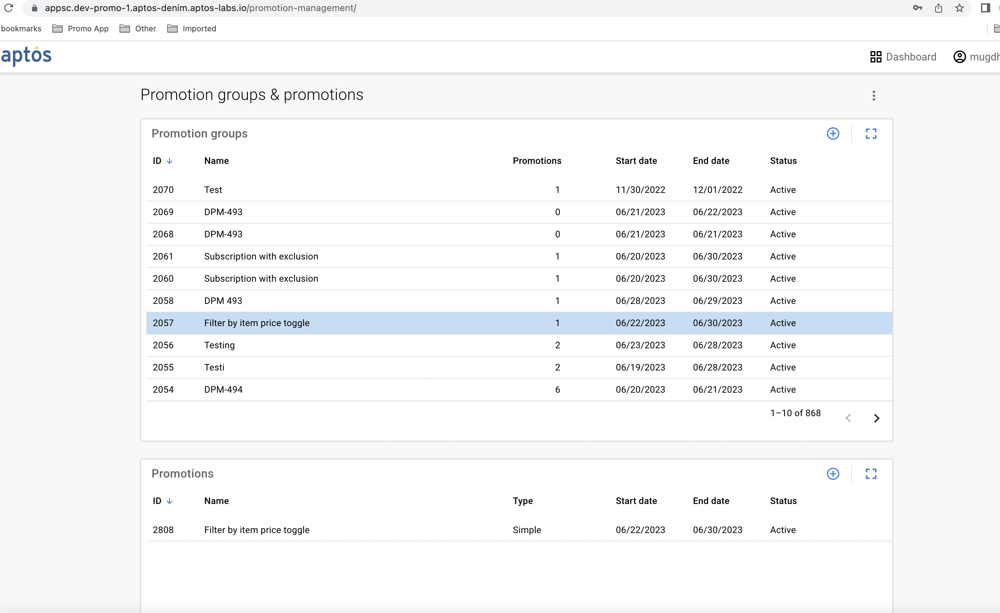 appsc.dev-promo-1.aptos-denim.aptos-labs.io/promotion-management/
bookmarks Promo App Other Imported
aptos Dashboard mugdh
Promotion groups & promotions
Promotion groups
ID Name Promotions Start date End date Status
2070 Test 1 11/30/2022 12/01/2022 Active
2069 DPM-493 0 06/21/2023 06/22/2023 Active
2068 DPM-493 0 06/21/2023 06/21/2023 Active
2061 Subscription with exclusion 1 06/20/2023 06/30/2023 Active
2060 Subscription with exclusion 1 06/20/2023 06/30/2023 Active
2058 DPM 493 1 06/28/2023 06/29/2023 Active
2057 Filter by item price toggle 1 06/22/2023 06/30/2023 Active
2056 Testing 2 06/23/2023 06/28/2023 Active
2055 Testi 2 06/19/2023 06/28/2023 Active
2054 DPM-494 6 06/20/2023 06/21/2023 Active
1–10 of 868
Promotions
ID Name Type Start date End date Status
2808 Filter by item price toggle Simple 06/22/2023 06/30/2023 Active